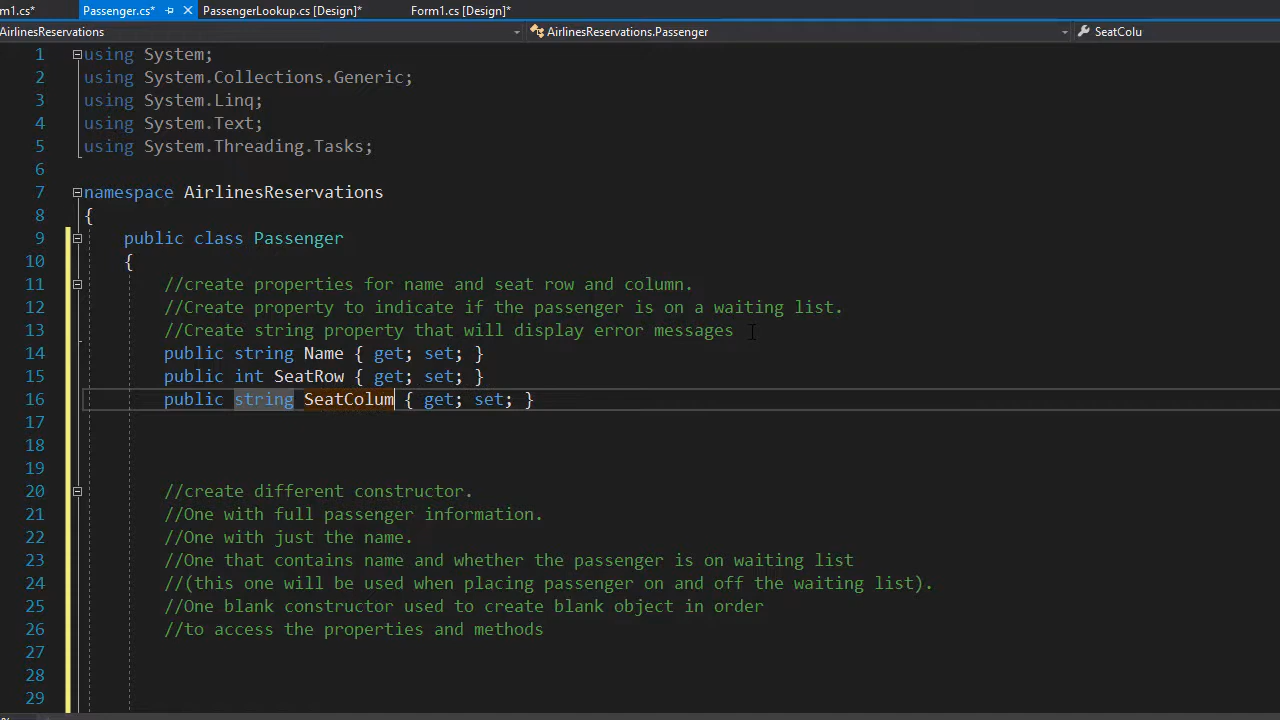 m1.cs*
Passenger.cs*
PassengerLookup.cs [Design]*
Form1.cs [Design]*
AirlinesReservations
AirlinesReservations.Passenger
SeatColu
1 using System;
2 using System.Collections.Generic;
3 using System.Linq;
4 using System.Text;
5 using System.Threading.Tasks;
6
7 namespace AirlinesReservations
8 {
9 public class Passenger
10 {
11 //create properties for name and seat row and column.
12 //Create property to indicate if the passenger is on a waiting list.
13 //Create string property that will display error messages
14 public string Name { get; set; }
15 public int SeatRow { get; set; }
16 public string SeatColum { get; set; }
17
18
19
20 //create different constructor.
21 //One with full passenger information.
22 //One with just the name.
23 //One that contains name and whether the passenger is on waiting list
24 //(this one will be used when placing passenger on and off the waiting list).
25 //One blank constructor used to create blank object in order
26 //to access the properties and methods
27
28
29